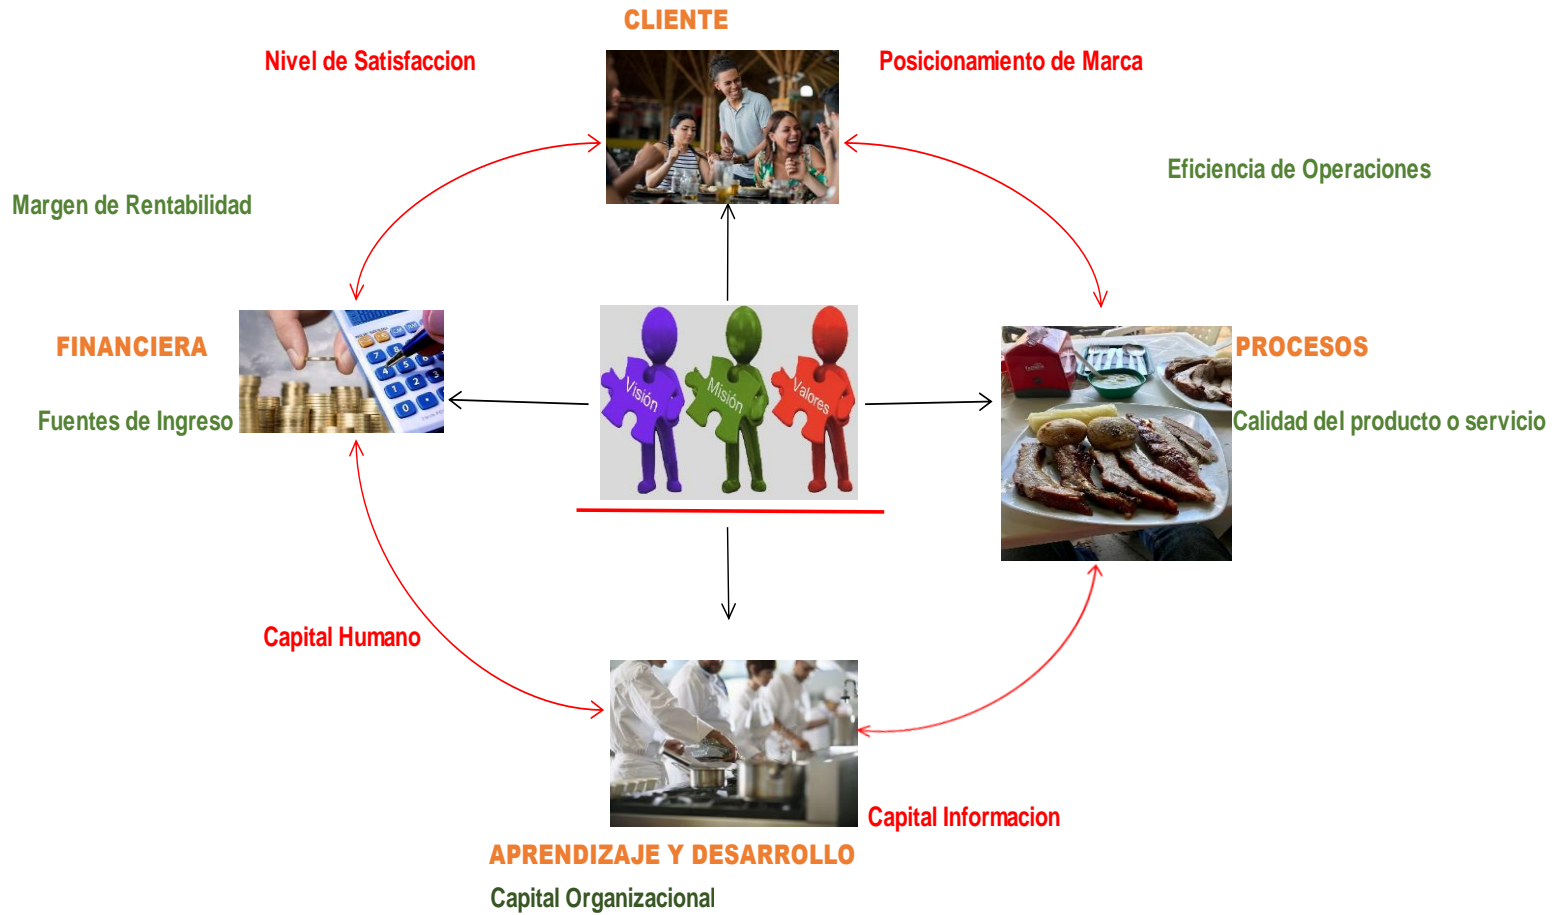 CLIENTE
Nivel de Satisfaccion
Posicionamiento de Marca
Eficiencia de Operaciones
Margen de Rentabilidad
FINANCIERA
PROCESOS
Visión
Misión
Valores
Fuentes de Ingreso
Calidad del producto o servicio
Capital Humano
Capital Informacion
APRENDIZAJE Y DESARROLLO
Capital Organizacional